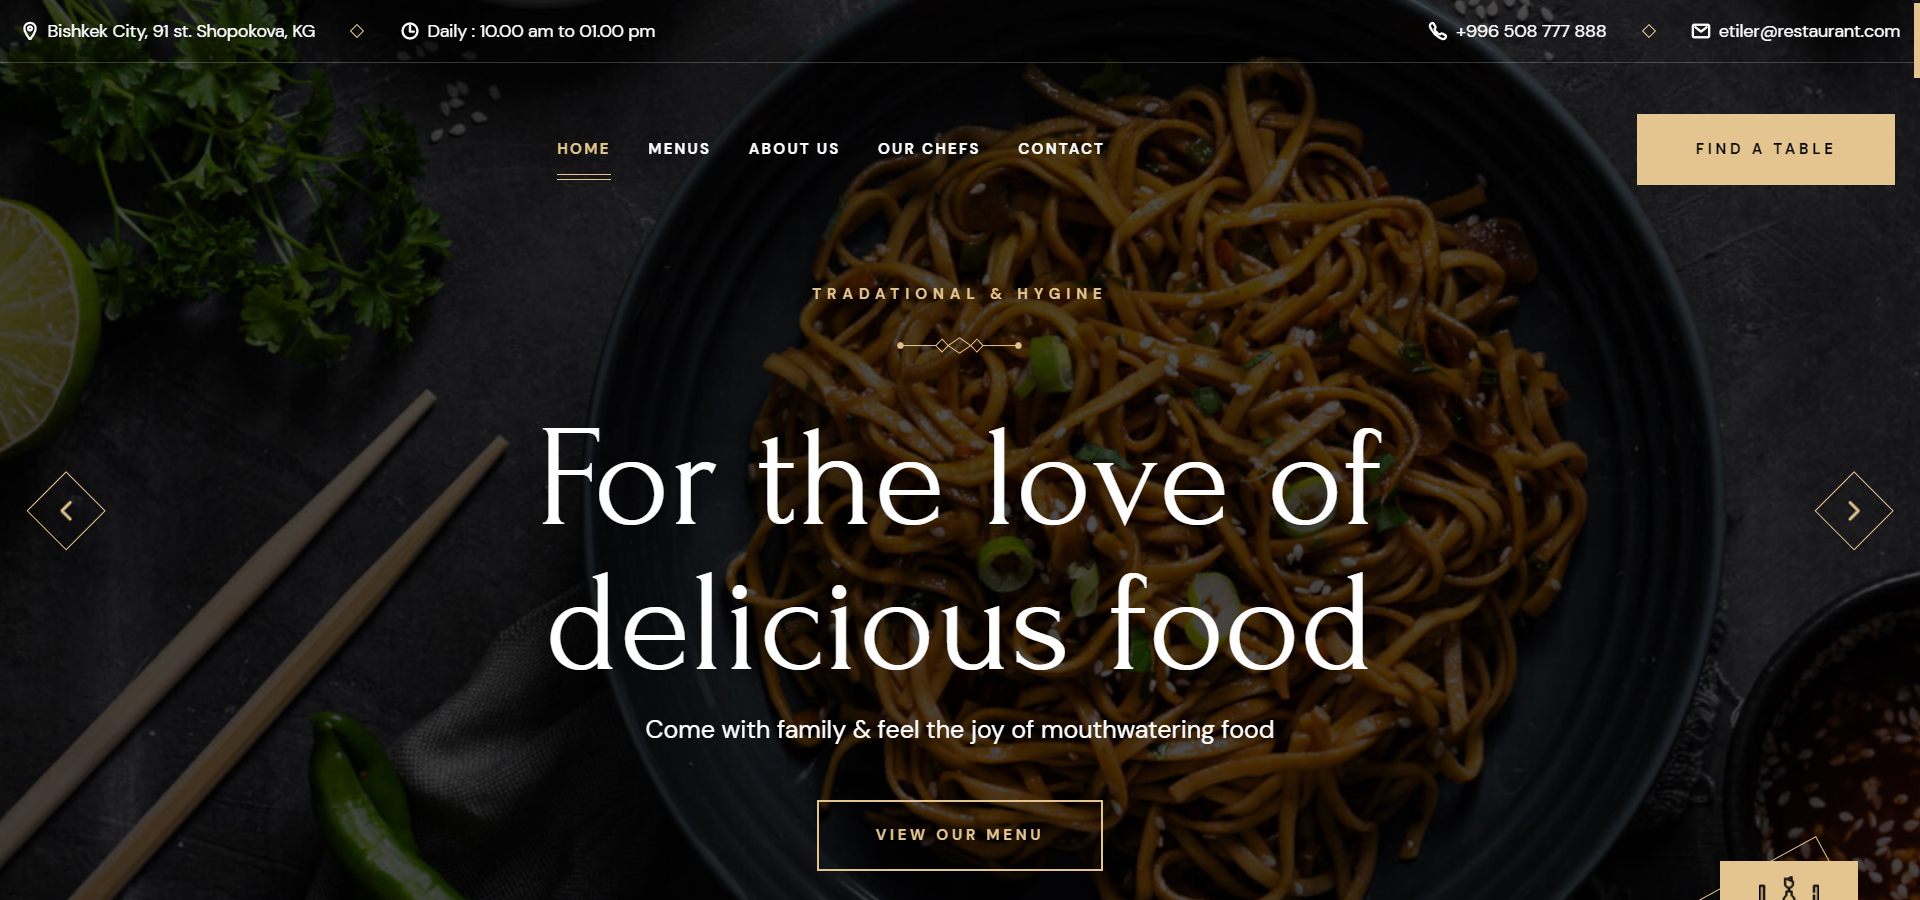 Bishkek City, 91 st. Shopokova, KG
Daily : 10.00 am to 01.00 pm
+996 508 777 888
etiler@restaurant.com
HOME MENUS ABOUT US OUR CHEFS CONTACT
FIND A TABLE
TRADATIONAL & HYGINE
For the love of
delicious food
Come with family & feel the joy of mouthwatering food
VIEW OUR MENU